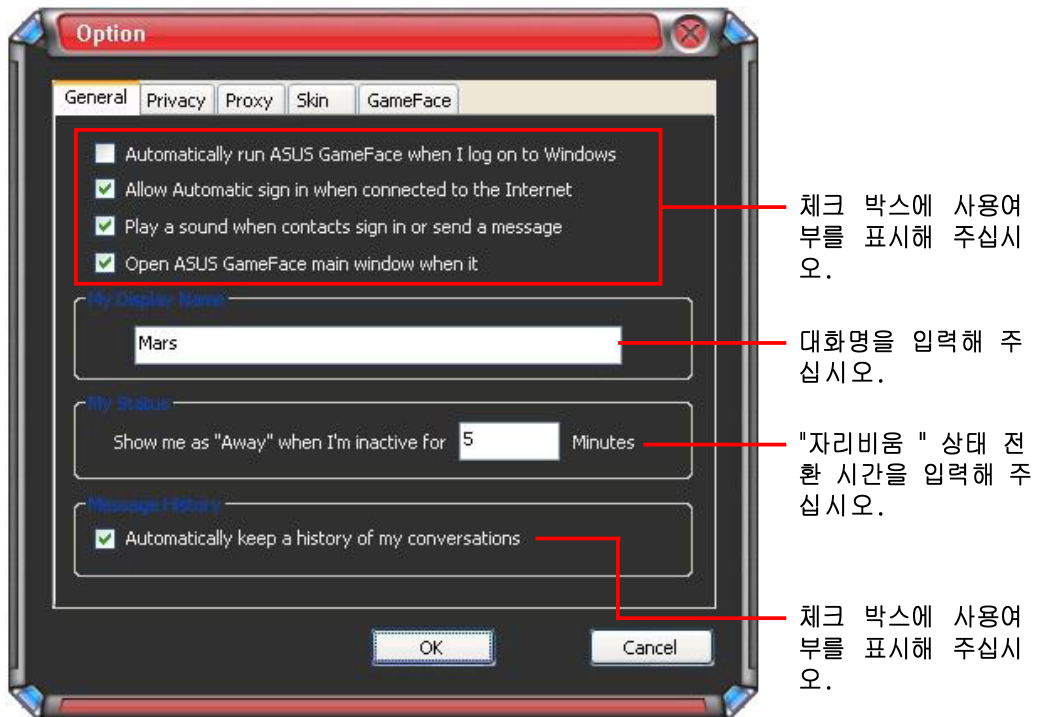 Option
General
Privacy
Proxy
Skin
GameFace
Automatically run ASUS GameFace when I log on to Windows
Allow Automatic sign in when connected to the Internet
Play a sound when contacts sign in or send a message
Open ASUS GameFace main window when it
체크 박스에 사용여
부를 표시해 주십시
오.
My Display Name
Mars
대화명을 입력해 주
십시오.
My Status
Show me as "Away" when I'm inactive for 5 Minutes
"자리비움 " 상태 전
환 시간을 입력해 주
십시오.
Message History
Automatically keep a history of my conversations
체크 박스에 사용여
부를 표시해 주십시
오.
OK
Cancel